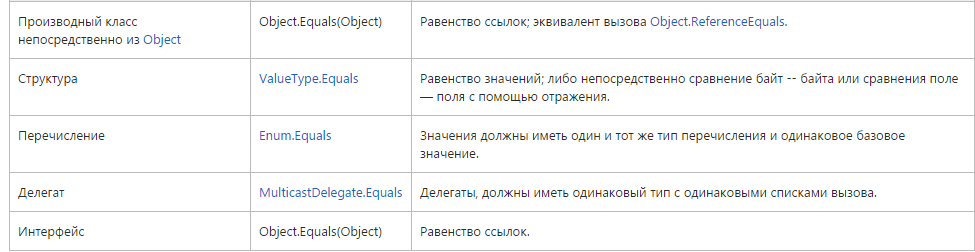 Производный класс
непосредственно из Object
Object.Equals(Object)
Равенство ссылок; эквивалент вызова Object.ReferenceEquals.
Структура
ValueType.Equals
Равенство значений; либо непосредственно сравнение байт -- байта или сравнения поле
— поля с помощью отражения.
Перечисление
Enum.Equals
Значения должны иметь один и тот же тип перечисления и одинаковое базовое
значение.
Делегат
MulticastDelegate.Equals
Делегаты, должны иметь одинаковый тип с одинаковыми списками вызова.
Интерфейс
Object.Equals(Object)
Равенство ссылок.